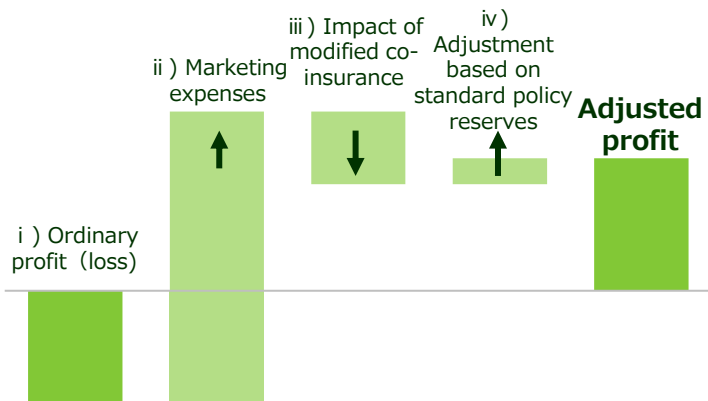 ⅰ) Ordinary
profit（loss)
ⅱ) Marketing
expenses
ⅲ) Impact of
modified co-
insurance
ⅳ)
Adjustment
based on
standard policy
reserves
Adjusted
profit